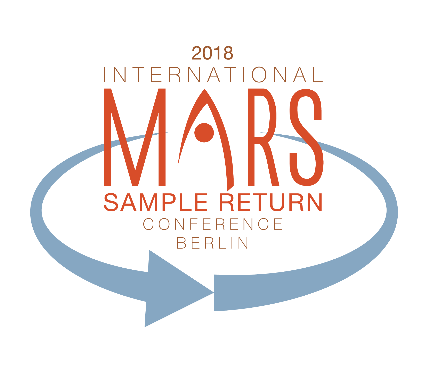 2018
INTERNATIONAL
MARS
SAMPLE RETURN
CONFERENCE
BERLIN